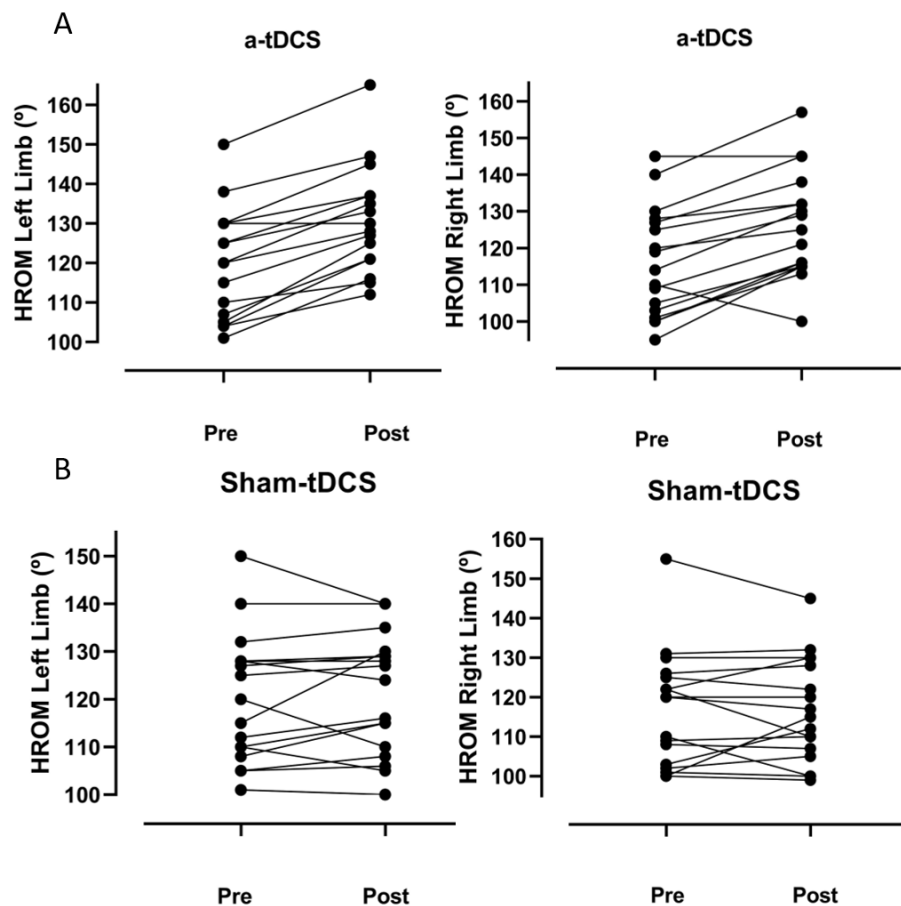 A
a-tDCS
HROM Left Limb (º)
160
150
140
130
120
110
100
Pre
Post
a-tDCS
HROM Right Limb (º)
160
150
140
130
120
110
100
Pre
Post
B
Sham-tDCS
HROM Left Limb (º)
150
140
130
120
110
100
Pre
Post
Sham-tDCS
HROM Right Limb (º)
160
150
140
130
120
110
100
Pre
Post